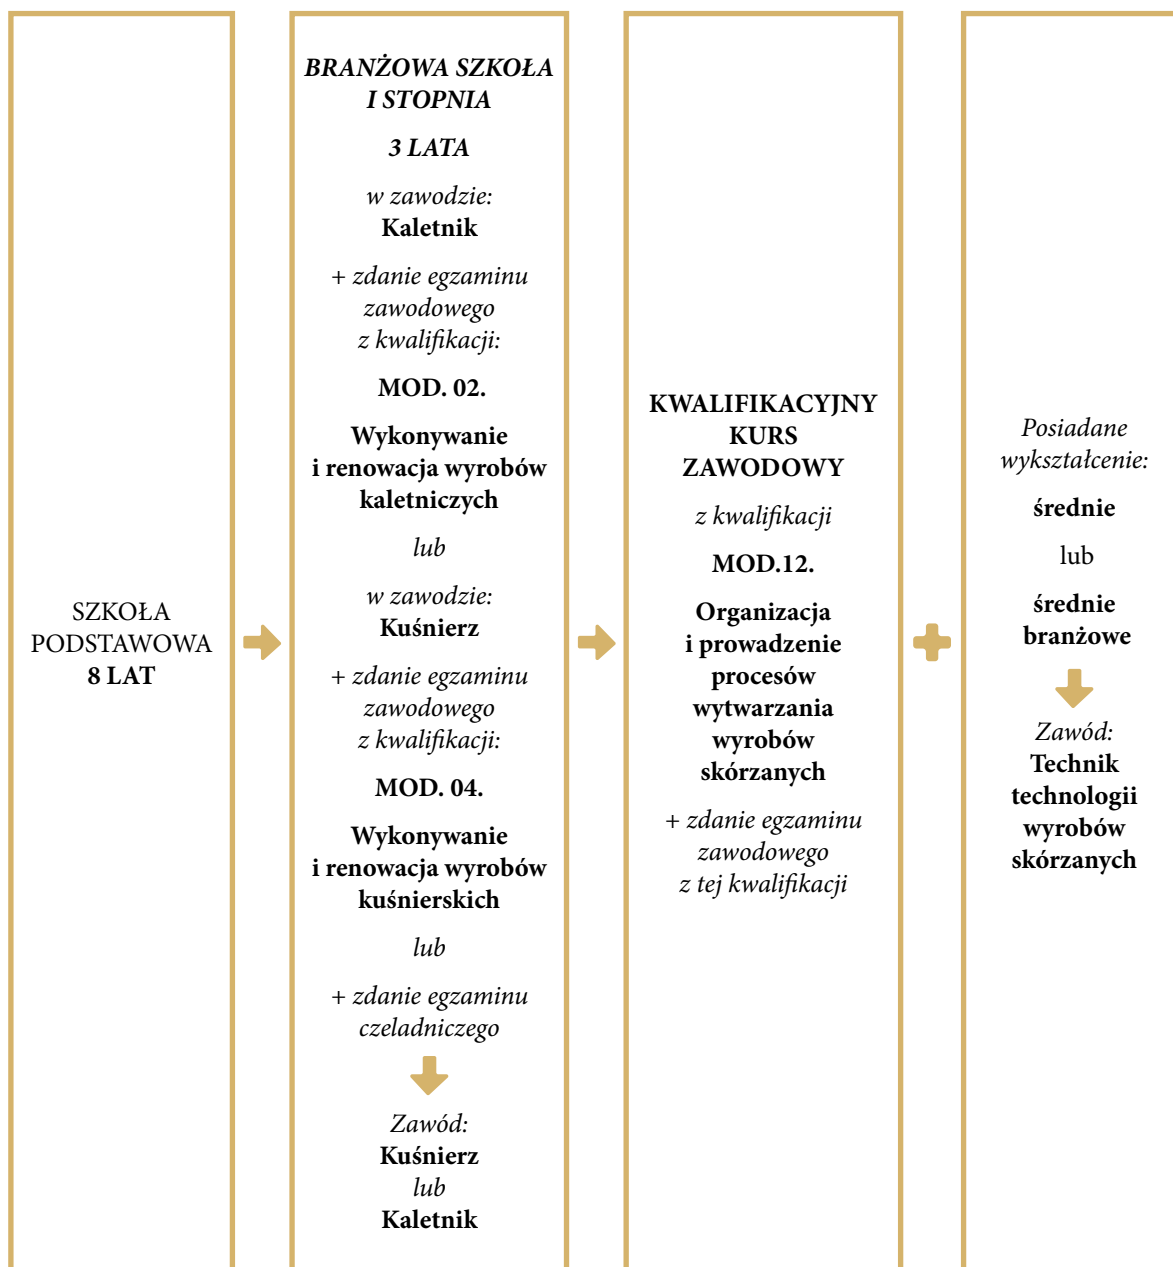 SZKOŁA
PODSTAWOWA
8 LAT
BRANŻOWA SZKOŁA
I STOPNIA
3 LATA
w zawodzie:
Kaletnik
+ zdanie egzaminu
zawodowego
z kwalifikacji:
MOD. 02.
Wykonywanie
i renowacja wyrobów
kaletniczych
lub
w zawodzie:
Kuśnierz
+ zdanie egzaminu
zawodowego
z kwalifikacji:
MOD. 04.
Wykonywanie
i renowacja wyrobów
kuśnierskich
lub
+ zdanie egzaminu
czeladniczego
Zawód:
Kuśnierz
lub
Kaletnik
KWALIFIKACYJNY
KURS
ZAWODOWY
z kwalifikacji
MOD.12.
Organizacja
i prowadzenie
procesów
wytwarzania
wyrobów
skórzanych
+ zdanie egzaminu
zawodowego
z tej kwalifikacji
Posiadane
wykształcenie:
średnie
lub
średnie
branżowe
Zawód:
Technik
technologii
wyrobów
skórzanych